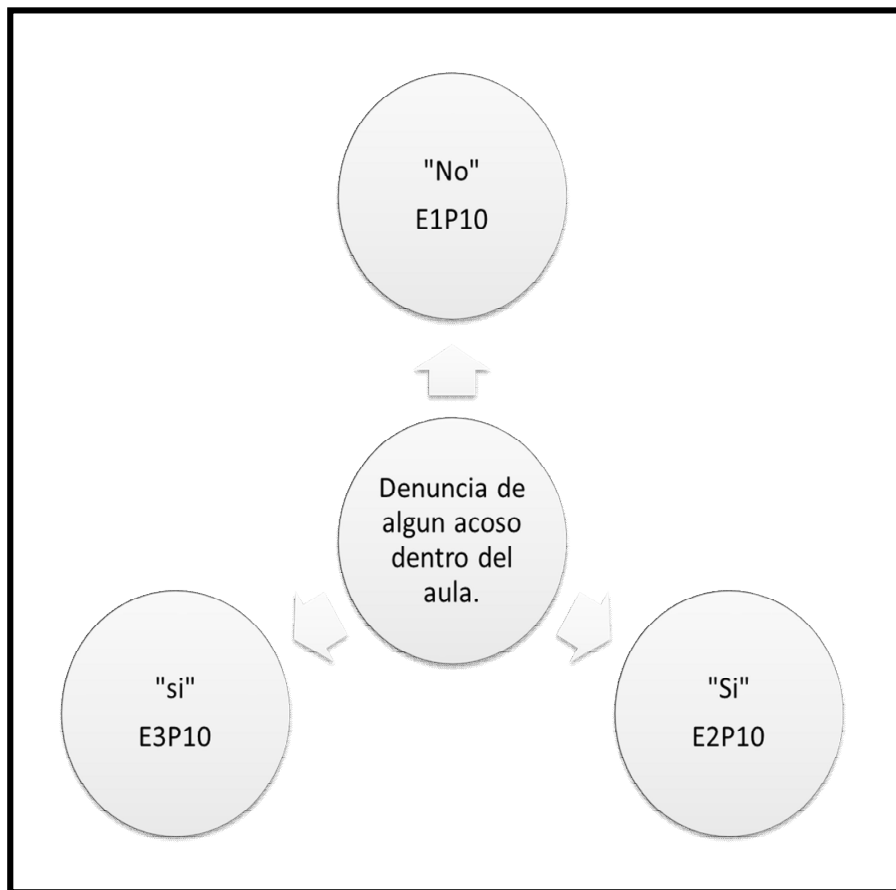 "No"
E1P10
Denuncia de
algun acoso
dentro del
aula.
"si"
E3P10
"Si"
E2P10